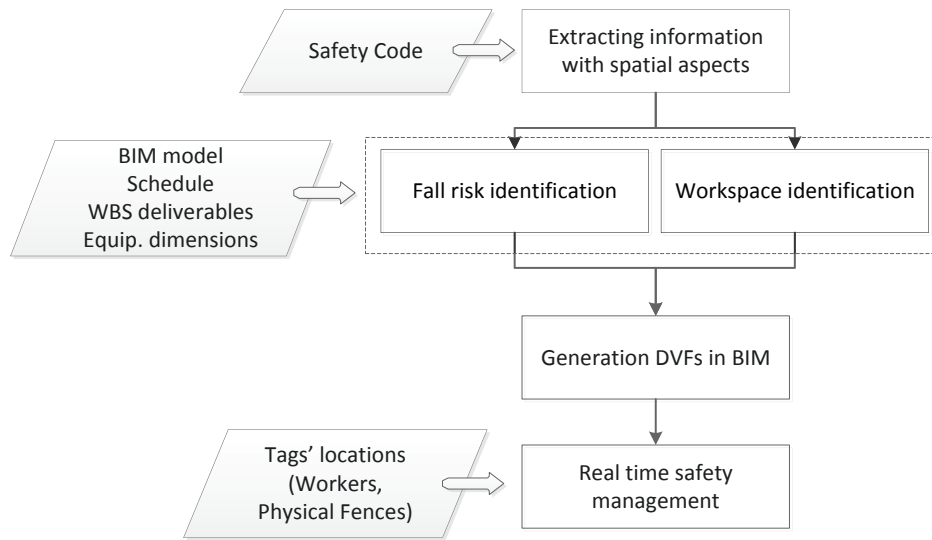 Safety Code
Extracting information
with spatial aspects
BIM model
Schedule
WBS deliverables
Equip. dimensions
Fall risk identification
Workspace identification
Generation DVFs in BIM
Tags' locations
(Workers,
Physical Fences)
Real time safety
management